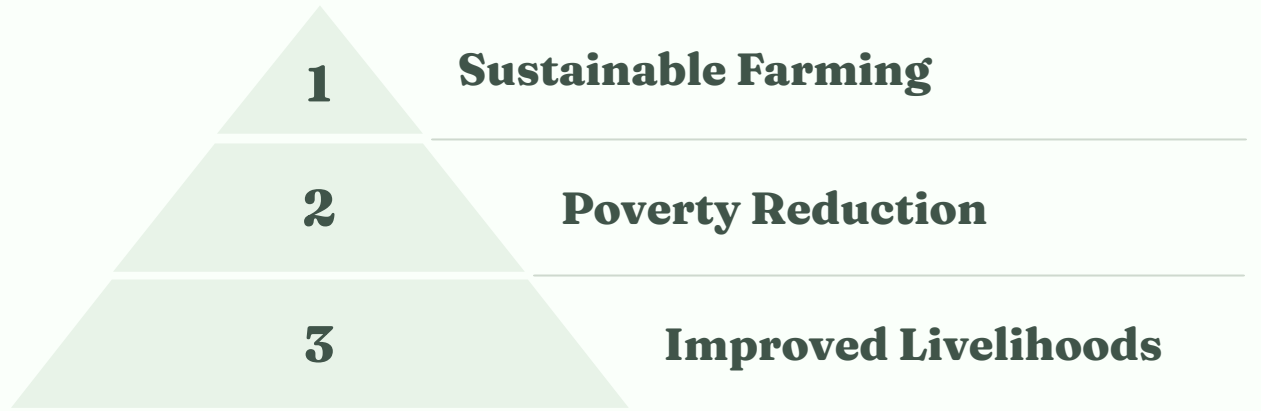 1
Sustainable Farming
2
Poverty Reduction
3
Improved Livelihoods